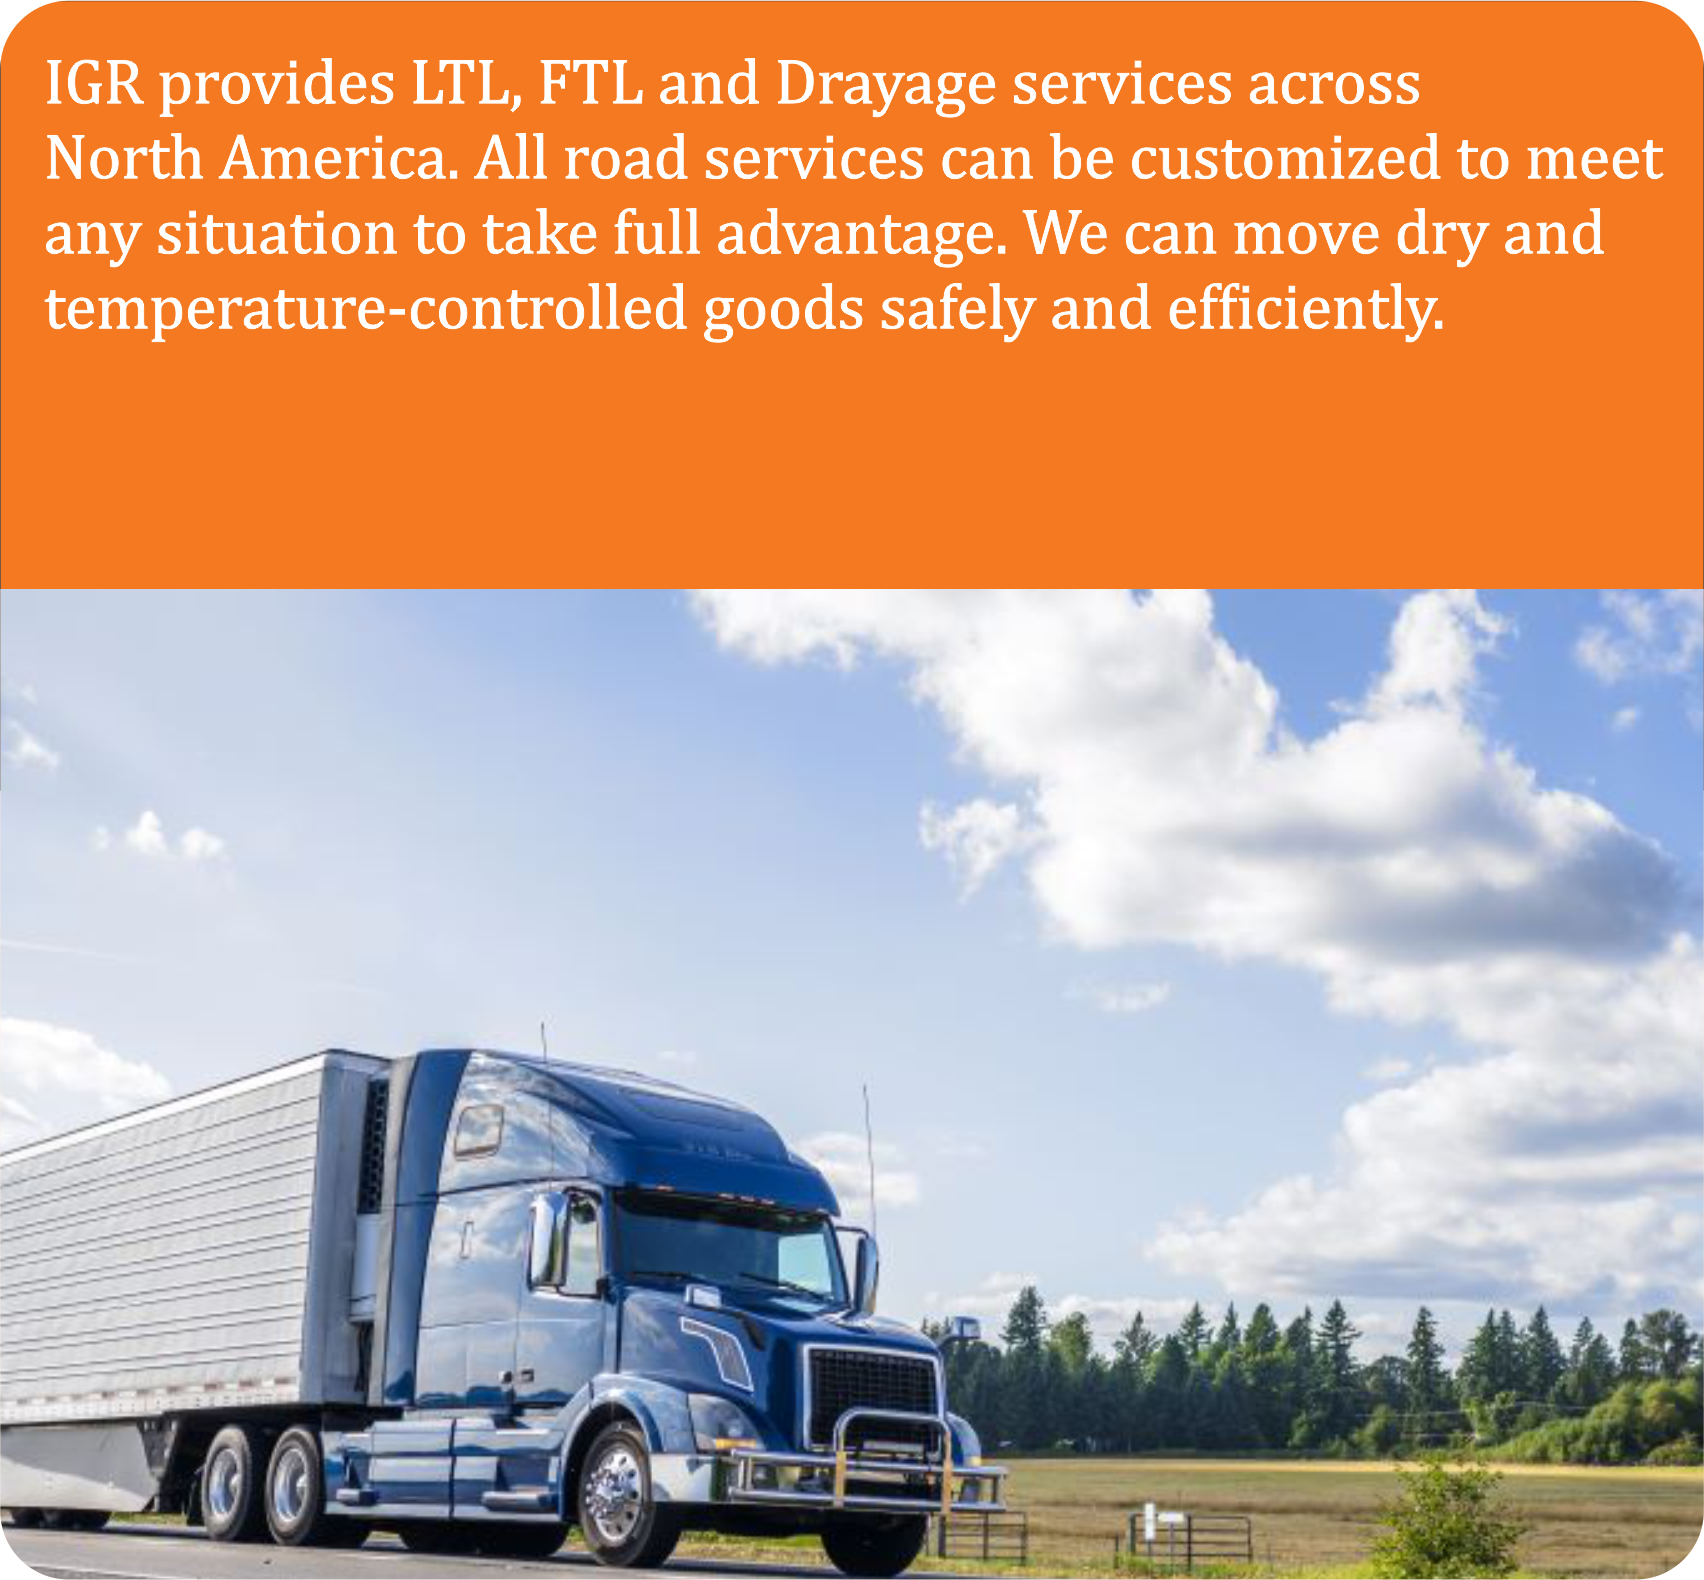 IGR provides LTL, FTL and Drayage services across
North America. All road services can be customized to meet
any situation to take full advantage. We can move dry and
temperature-controlled goods safely and efficiently.